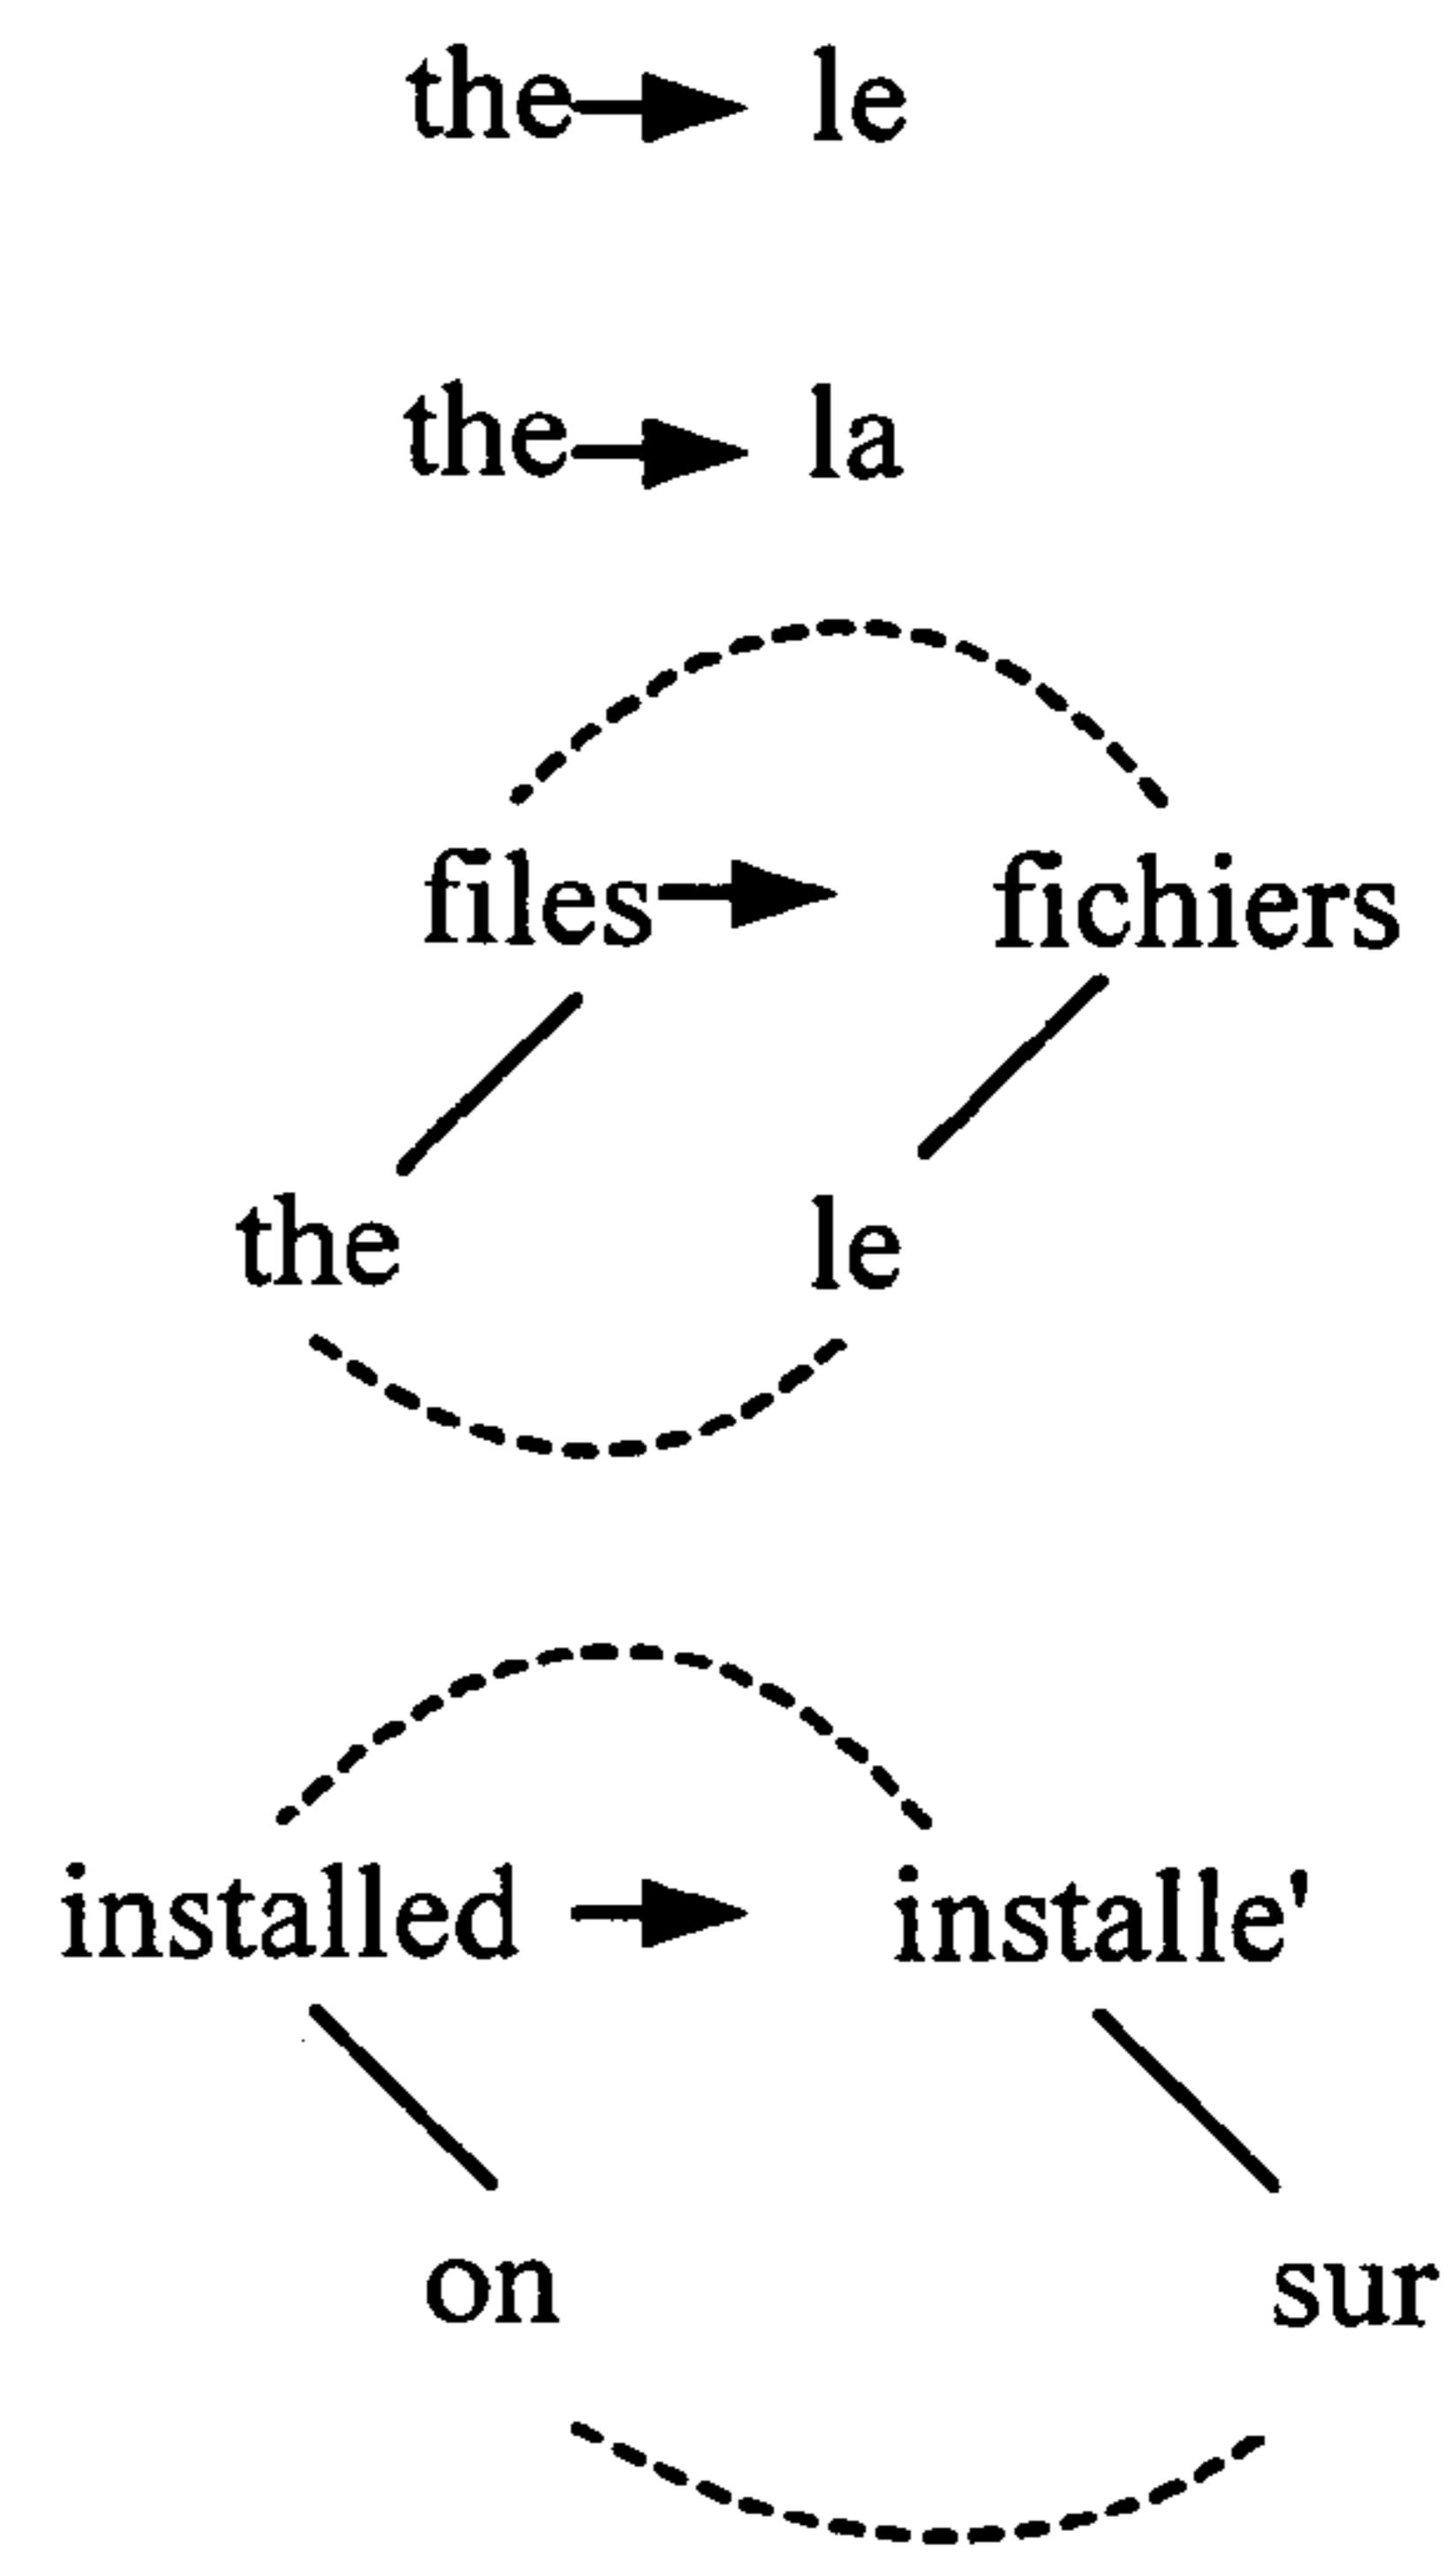 the le
the la
files fichiers
the le
installed installe'
on sur